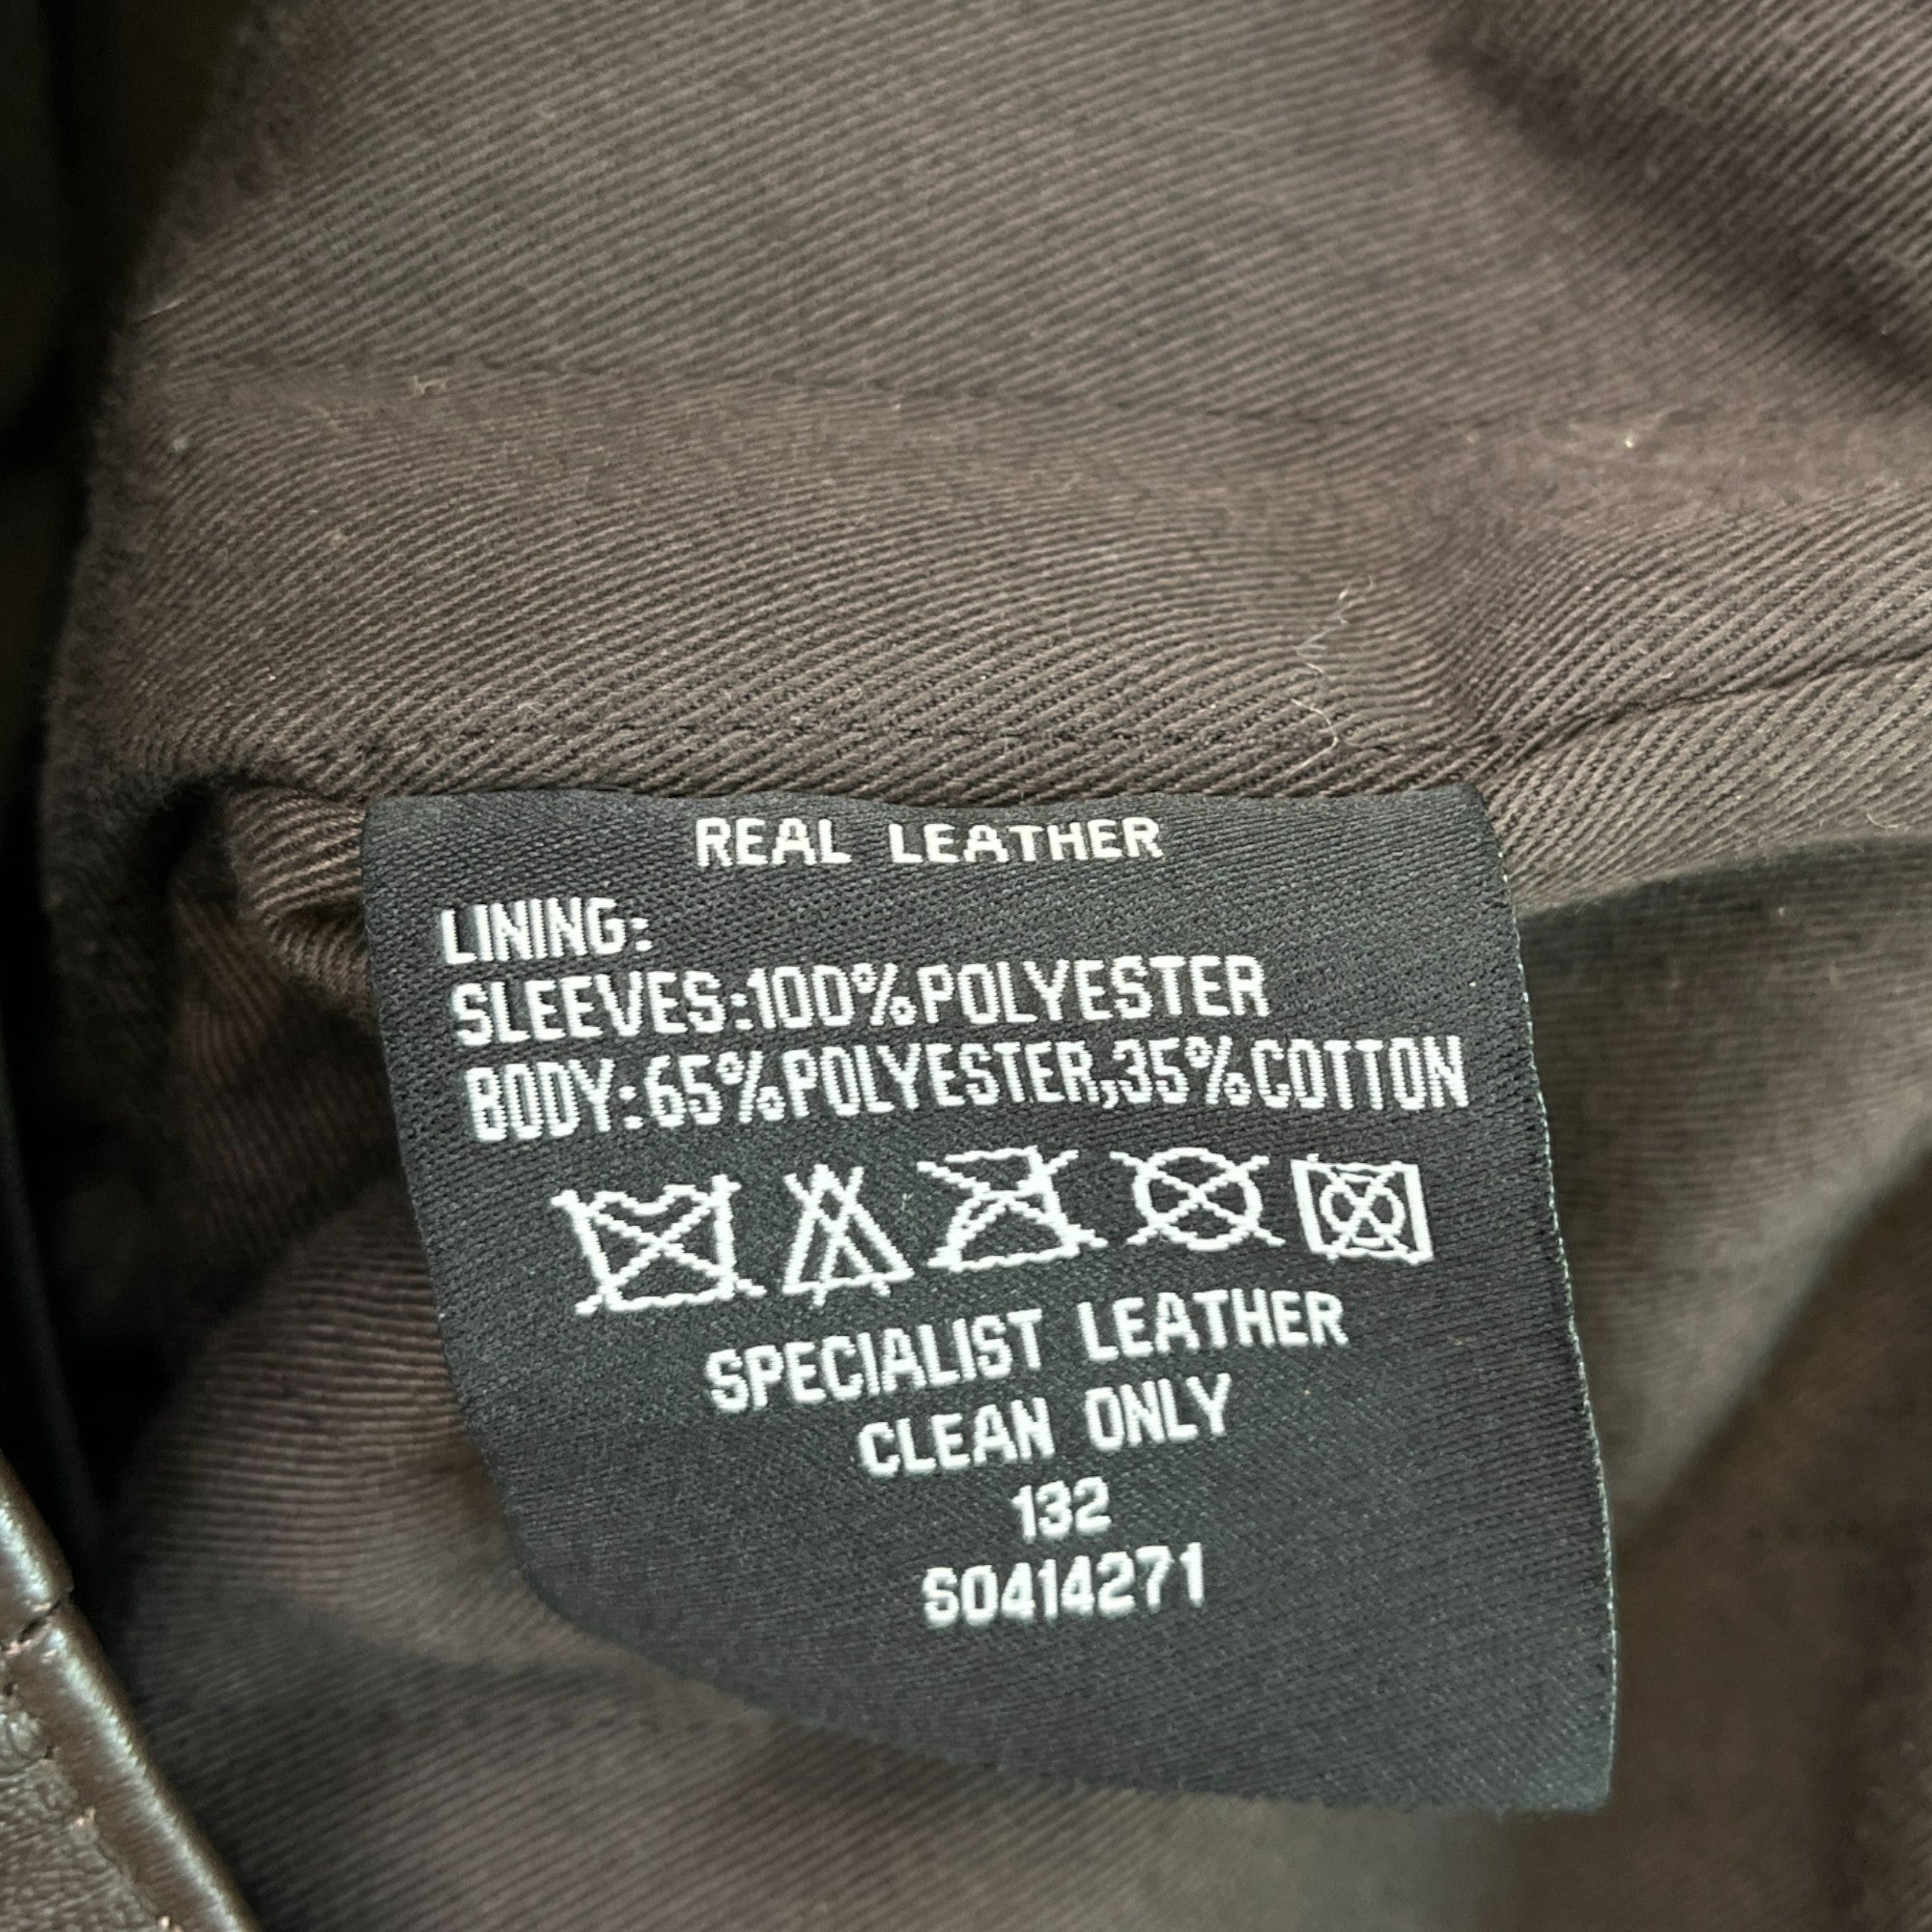 REAL LEATHER
LINING:
SLEEVES:100%POLYESTER
BODY:65%POLYESTER,35%COTTON
SPECIALIST LEATHER
CLEAN ONLY
132
S0414271